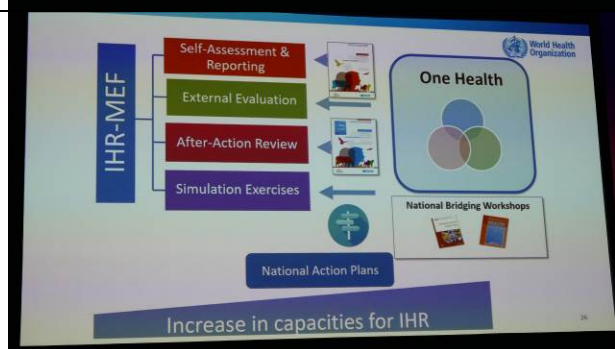 World Health
Organization
IHR-MEF
Self-Assessment &
Reporting
External Evaluation
After-Action Review
Simulation Exercises
One Health
National Bridging Workshops
National Action Plans
Increase in capacities for IHR
26